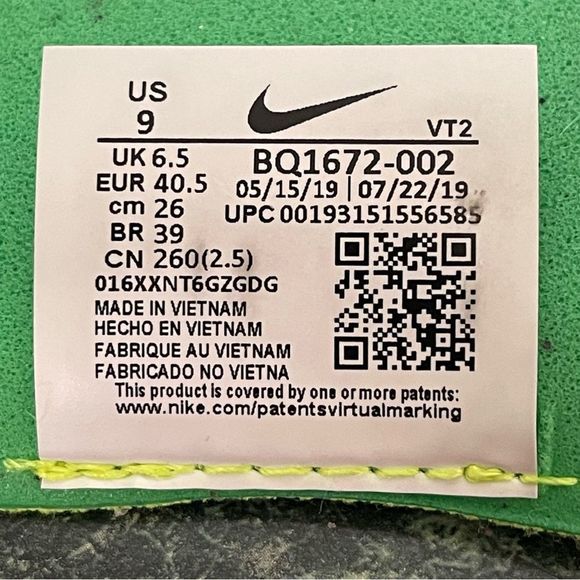 US
9
VT2
UK 6.5
BQ1672-002
EUR 40.5
05/15/19 | 07/22/19
cm 26
UPC 00193151556585
BR 39
CN 260(2.5)
016XXNT6GZGDG
MADE IN VIETNAM
HECHO EN VIETNAM
FABRIQUE AU VIETNAM
FABRICADO NO VIETNA
This product is covered by one or more patents:
www.nike.com/patentsvirtualmarking